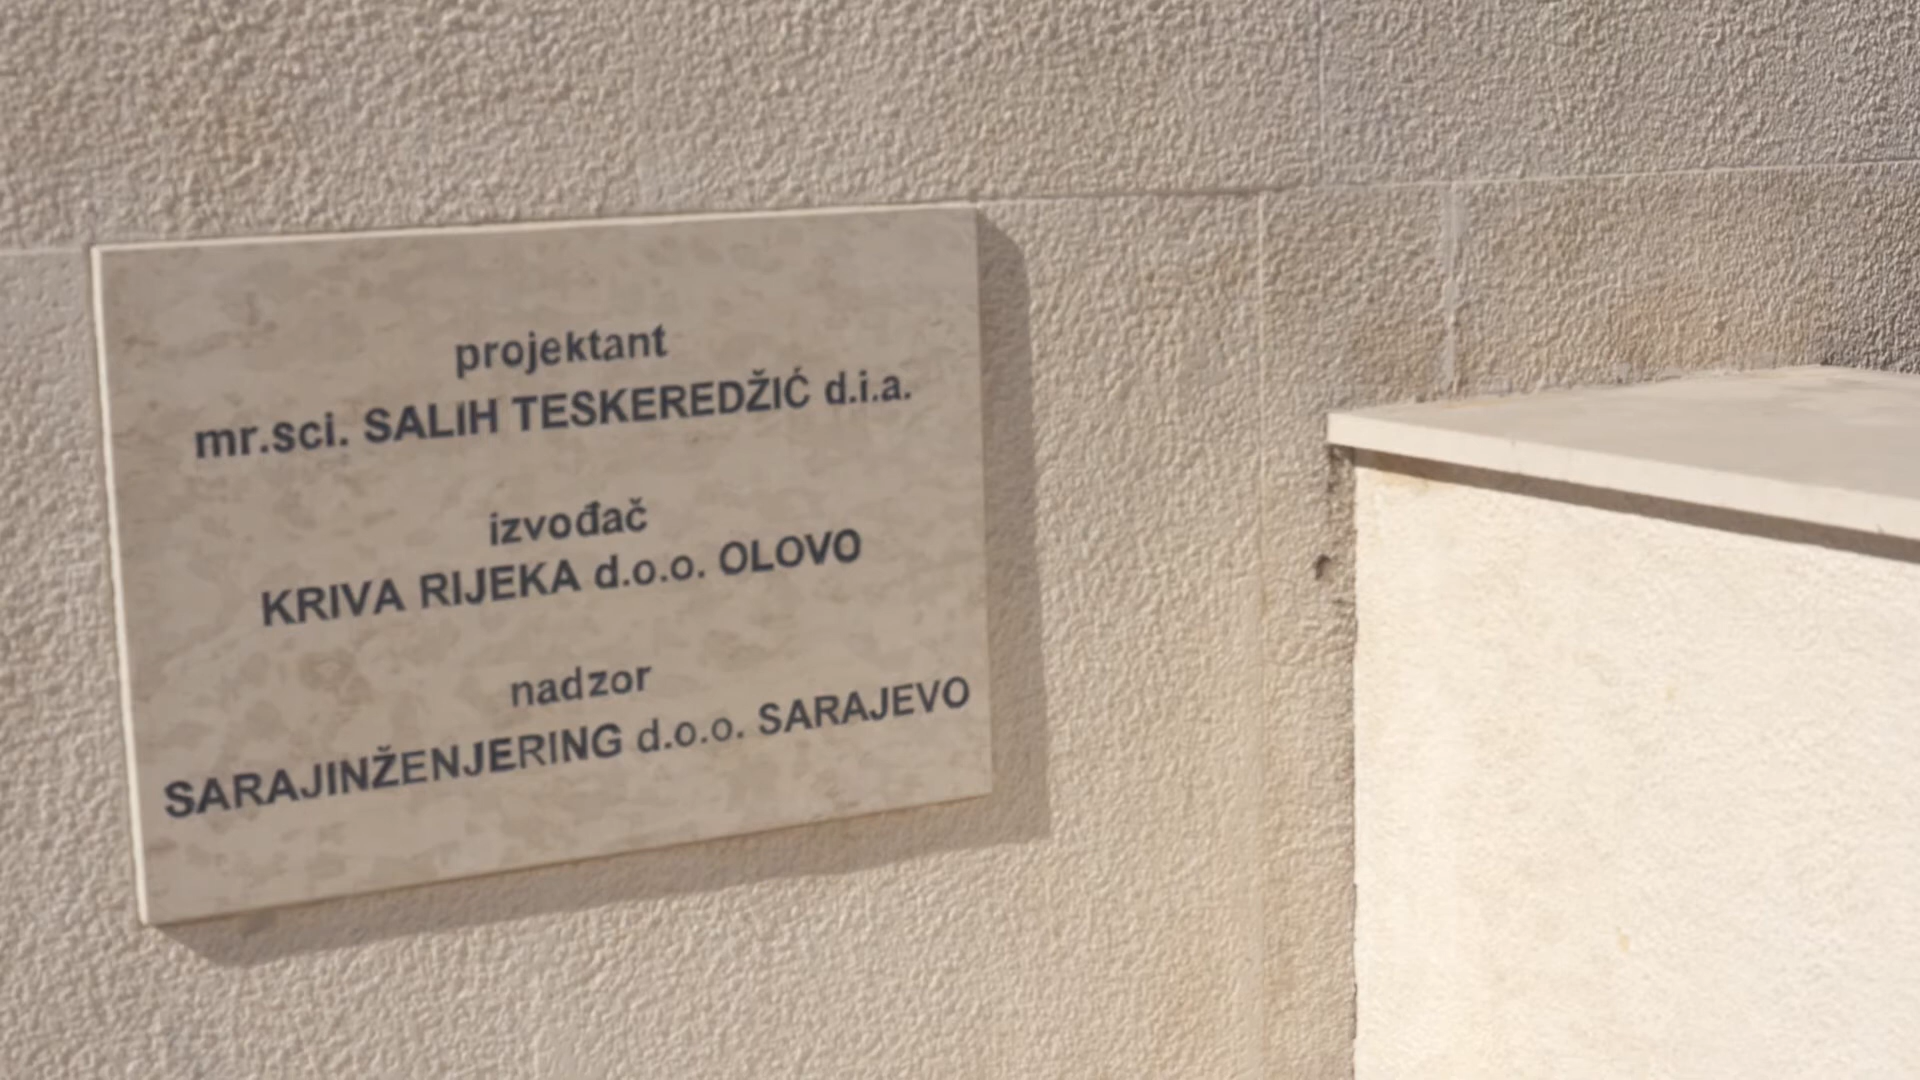 projektant
mr.sci. SALIH TESKEREDŽIĆ d.i.a.
izvođač
KRIVA RIJEKA d.o.o. OLOVO
nadzor
SARAJINŽENJERING d.o.o. SARAJEVO